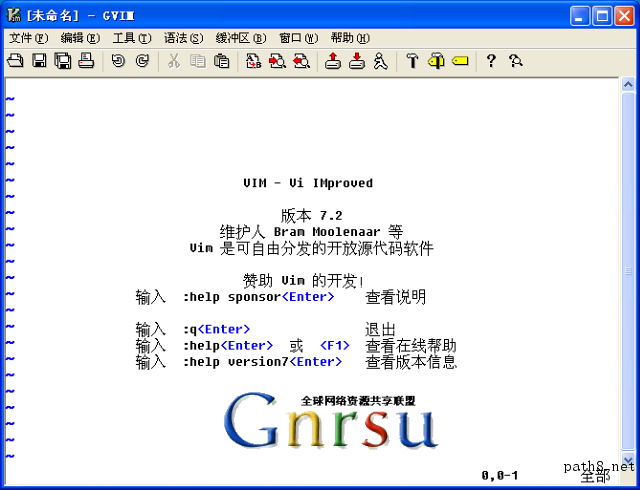 [未命名] - GVIM
文件(F) 编辑(E) 工具(T) 语法(S) 缓冲区(B) 窗口(W) 帮助(H)
~
~
~
~
~
~
VIM - Vi IMproved
~
~
版本 7.2
~
维护人 Bram Moolenaar 等
~
Vim 是可自由分发的开放源代码软件
~
~
赞助 Vim 的开发!
~
输入 :help sponsor<Enter> 查看说明
~
~
输入 :q<Enter> 退出
~
输入 :help<Enter> 或 <F1> 查看在线帮助
~
输入 :help version7<Enter> 查看版本信息
~
~
~
全球网络资源共享联盟
~
Gnrsu
~
~
path8.net
0,0-1 全部